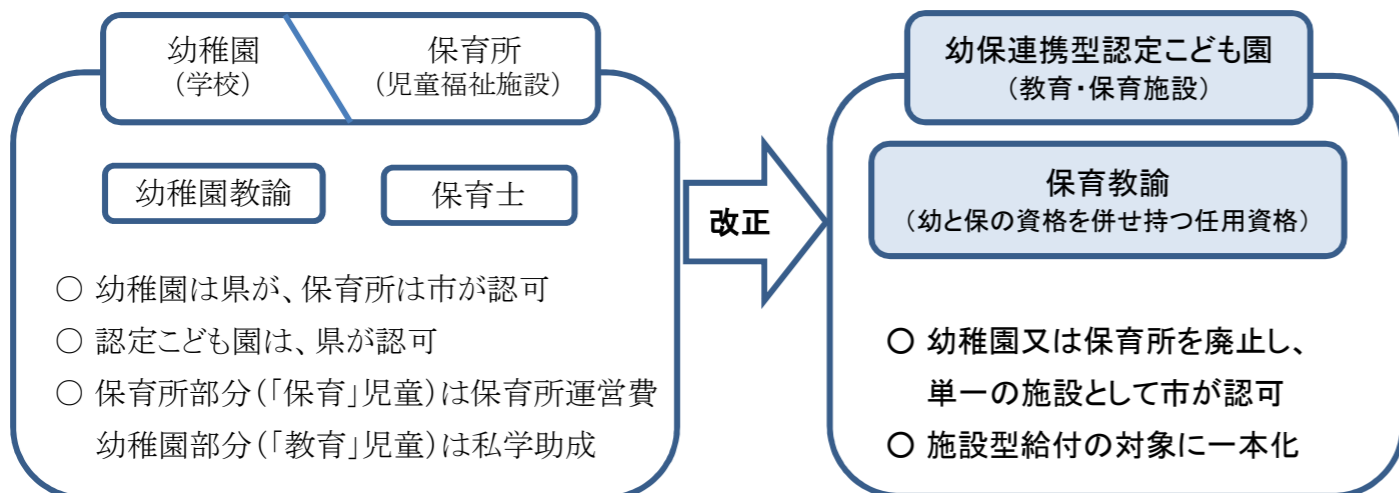 幼稚園
(学校)
保育所
(児童福祉施設)
幼稚園教諭
保育士
○ 幼稚園は県が、保育所は市が認可
○ 認定こども園は、県が認可
○ 保育所部分(「保育」児童)は保育所運営費
幼稚園部分(「教育」児童)は私学助成
改正
幼保連携型認定こども園
(教育・保育施設)
保育教諭
(幼と保の資格を併せ持つ任用資格)
○ 幼稚園又は保育所を廃止し、
単一の施設として市が認可
○ 施設型給付の対象に一本化